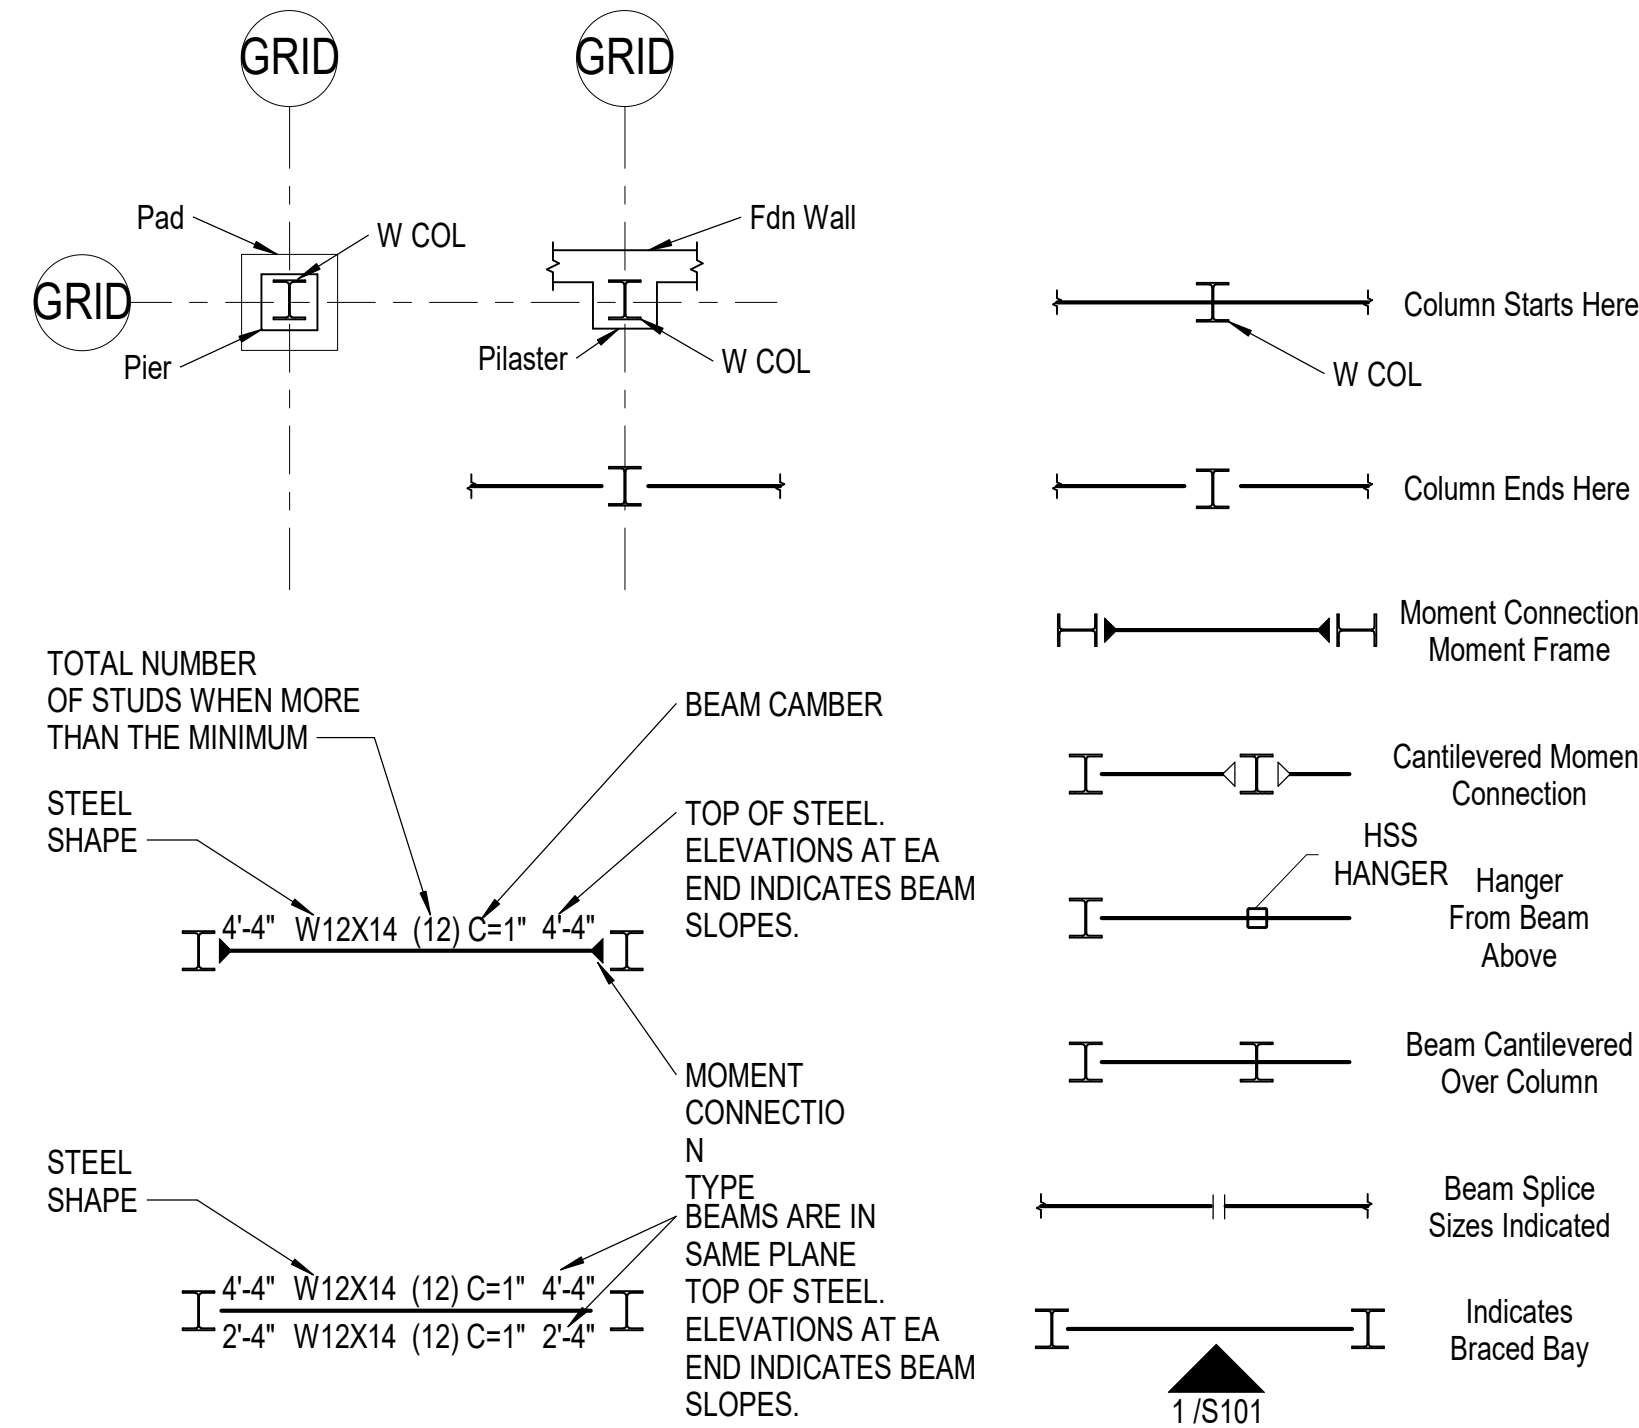 GRID
GRID
Pad
W COL
Fdn Wall
GRID
Pier
Pilaster
W COL
Column Starts Here
W COL
Column Ends Here
Moment Connection
Moment Frame
TOTAL NUMBER
OF STUDS WHEN MORE
THAN THE MINIMUM
BEAM CAMBER
STEEL
SHAPE
TOP OF STEEL.
ELEVATIONS AT EA
END INDICATES BEAM
SLOPES.
4'-4" W12X14 (12) C=1" 4'-4"
MOMENT
CONNECTIO
N
TYPE
STEEL
SHAPE
BEAMS ARE IN
SAME PLANE
TOP OF STEEL.
ELEVATIONS AT EA
END INDICATES BEAM
SLOPES.
4'-4" W12X14 (12) C=1" 4'-4"
2'-4" W12X14 (12) C=1" 2'-4"
Cantilevered Momen
Connection
HSS
HANGER
Hanger
From Beam
Above
Beam Cantilevered
Over Column
Beam Splice
Sizes Indicated
Indicates
Braced Bay
1 /S101